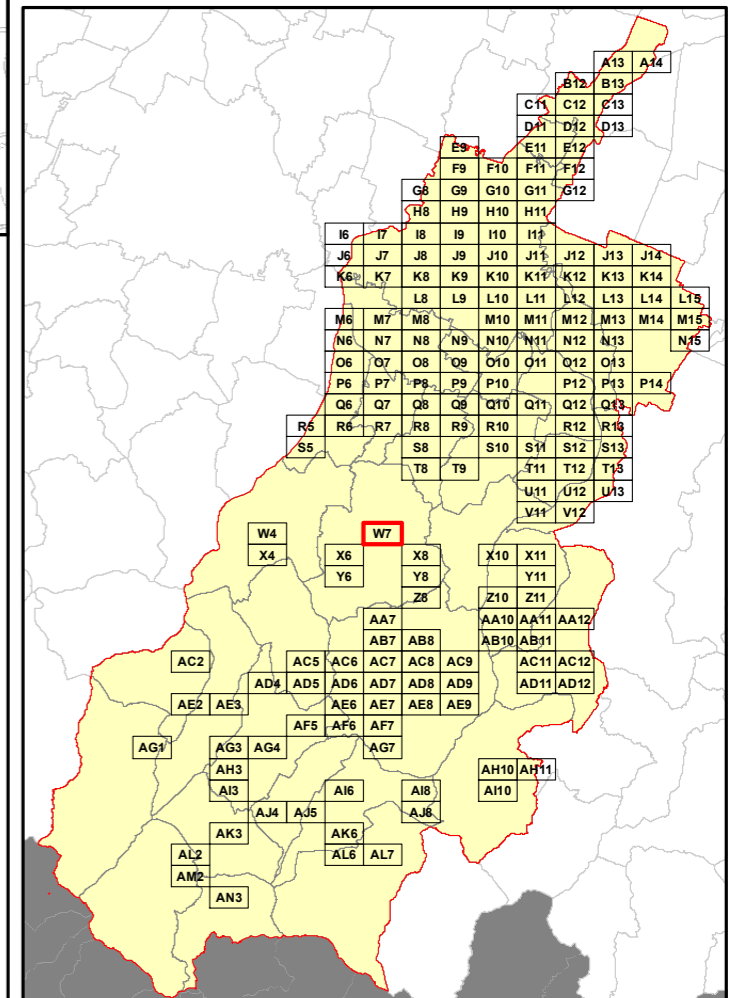 A13 A14
B12 B13
C11 C12 C13
D11 D12 D13
E9 E11 E12
F9 F10 F11 F12
G8 G9 G10 G11 G12
H8 H9 H10 H11
I6 I7 I8 I9 I10 I11
J6 J7 J8 J9 J10 J11 J12 J13 J14
K6 K7 K8 K9 K10 K11 K12 K13 K14
L8 L9 L10 L11 L12 L13 L14 L15
M6 M7 M8 M10 M11 M12 M13 M14 M15
N6 N7 N8 N9 N10 N11 N12 N13 N15
O6 O7 O8 O9 O10 O11 O12 O13
P6 P7 P8 P9 P10 P12 P13 P14
Q6 Q7 Q8 Q9 Q10 Q11 Q12 Q13
R5 R6 R7 R8 R9 R10 R12 R13
S5 S8 S10 S11 S12 S13
T8 T9 T11 T12 T13
U11 U12 U13
V11 V12
W4 W7
X4 X6 X8 X10 X11
Y6 Y8 Y11
Z8 Z10 Z11
AA7 AA10 AA11 AA12
AB7 AB8 AB10 AB11
AC2 AC5 AC6 AC7 AC8 AC9 AC11 AC12
AD4 AD5 AD6 AD7 AD8 AD9 AD11 AD12
AE2 AE3 AE6 AE7 AE8 AE9
AF5 AF6 AF7
AG1 AG3 AG4 AG7
AH3 AH10 AH11
AI3 AI6 AI8 AI10
AJ4 AJ5 AJ8
AK3 AK6
AL2 AL6 AL7
AM2
AN3